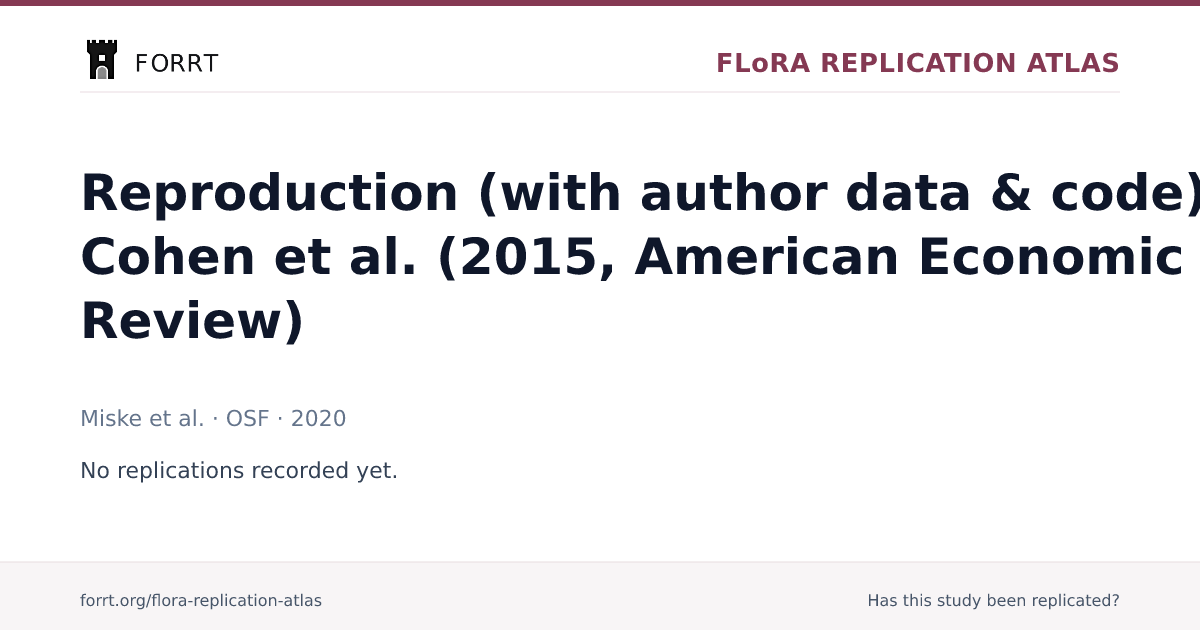 FORRT
FLoRA REPLICATION ATLAS
Reproduction (with author data & code)
Cohen et al. (2015, American Economic
Review)
Miske et al. · OSF · 2020
No replications recorded yet.
forrt.org/flora-replication-atlas
Has this study been replicated?